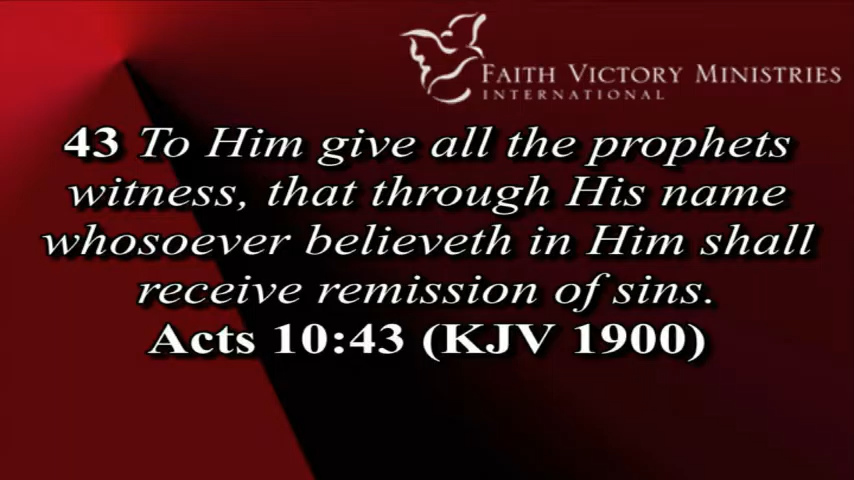 FAITH VICTORY MINISTRIES
INTERNATIONAL
43 To Him give all the prophets
witness, that through His name
whosoever believeth in Him shall
receive remission of sins.
Acts 10:43 (KJV 1900)